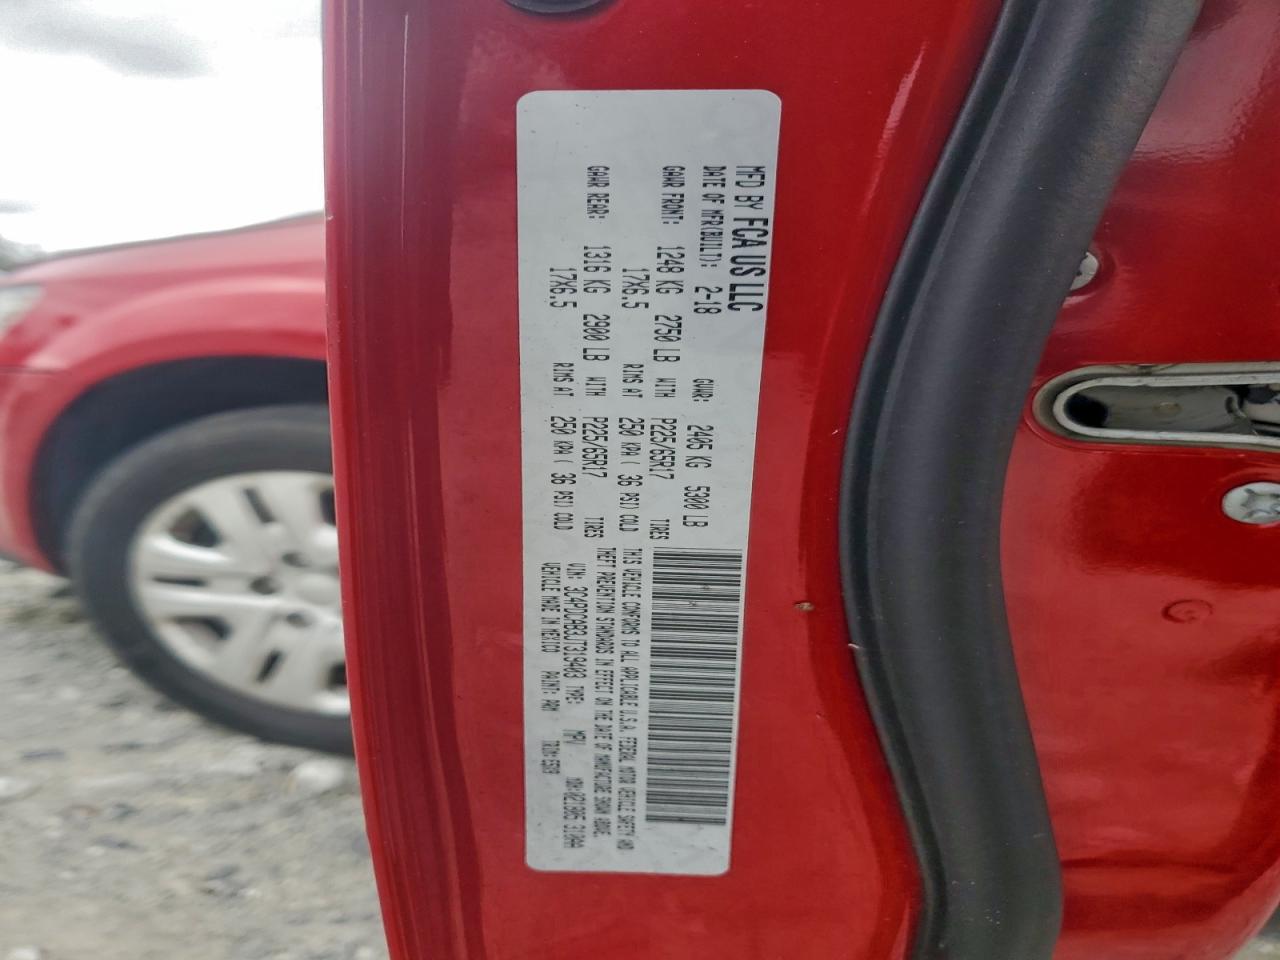 MFD BY FCA US LLC
DATE OF MFR(BUILT): 2-18 GVWR: 2405 KG 5300 LB
GAWR FRONT: 1248 KG 2750 LB WITH P225/65R17 TIRES
17X6.5 RIMS AT 250 KPA ( 36 PSI) COLD
GAWR REAR: 1316 KG 2900 LB WITH P225/65R17 TIRES
17X6.5 RIMS AT 250 KPA ( 36 PSI) COLD
THIS VEHICLE CONFORMS TO ALL APPLICABLE U.S.A. FEDERAL MOTOR VEHICLE SAFETY AND
THEFT PREVENTION STANDARDS IN EFFECT ON THE DATE OF MANUFACTURE SHOWN ABOVE.
VIN: 3C4PDCAB3JT319403 TYPE: MPV
VEHICLE MADE IN MEXICO PAINT: TRIM: